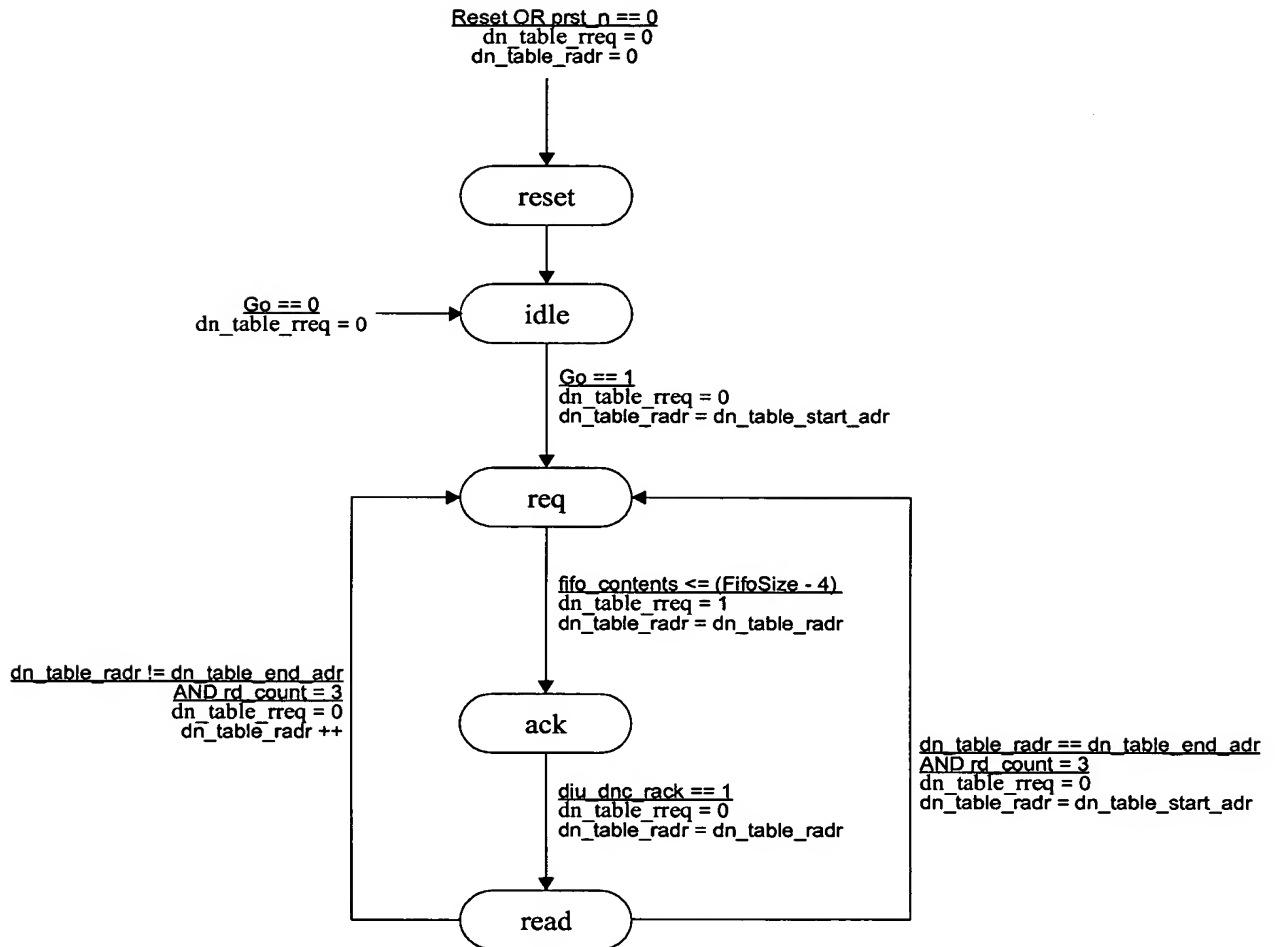 Reset OR prst_n == 0
dn_table_rreq = 0
dn_table_radr = 0
reset
Go == 0
dn_table_rreq = 0
idle
Go == 1
dn_table_rreq = 0
dn_table_radr = dn_table_start_adr
req
fifo_contents <= (FifoSize - 4)
dn_table_rreq = 1
dn_table_radr = dn_table_radr
dn_table_radr != dn_table_end_adr
AND rd_count = 3
dn_table_rreq = 0
dn_table_radr ++
ack
dn_table_radr == dn_table_end_adr
AND rd_count = 3
dn_table_rreq = 0
dn_table_radr = dn_table_start_adr
diu_dnc_rack == 1
dn_table_rreq = 0
dn_table_radr = dn_table_radr
read